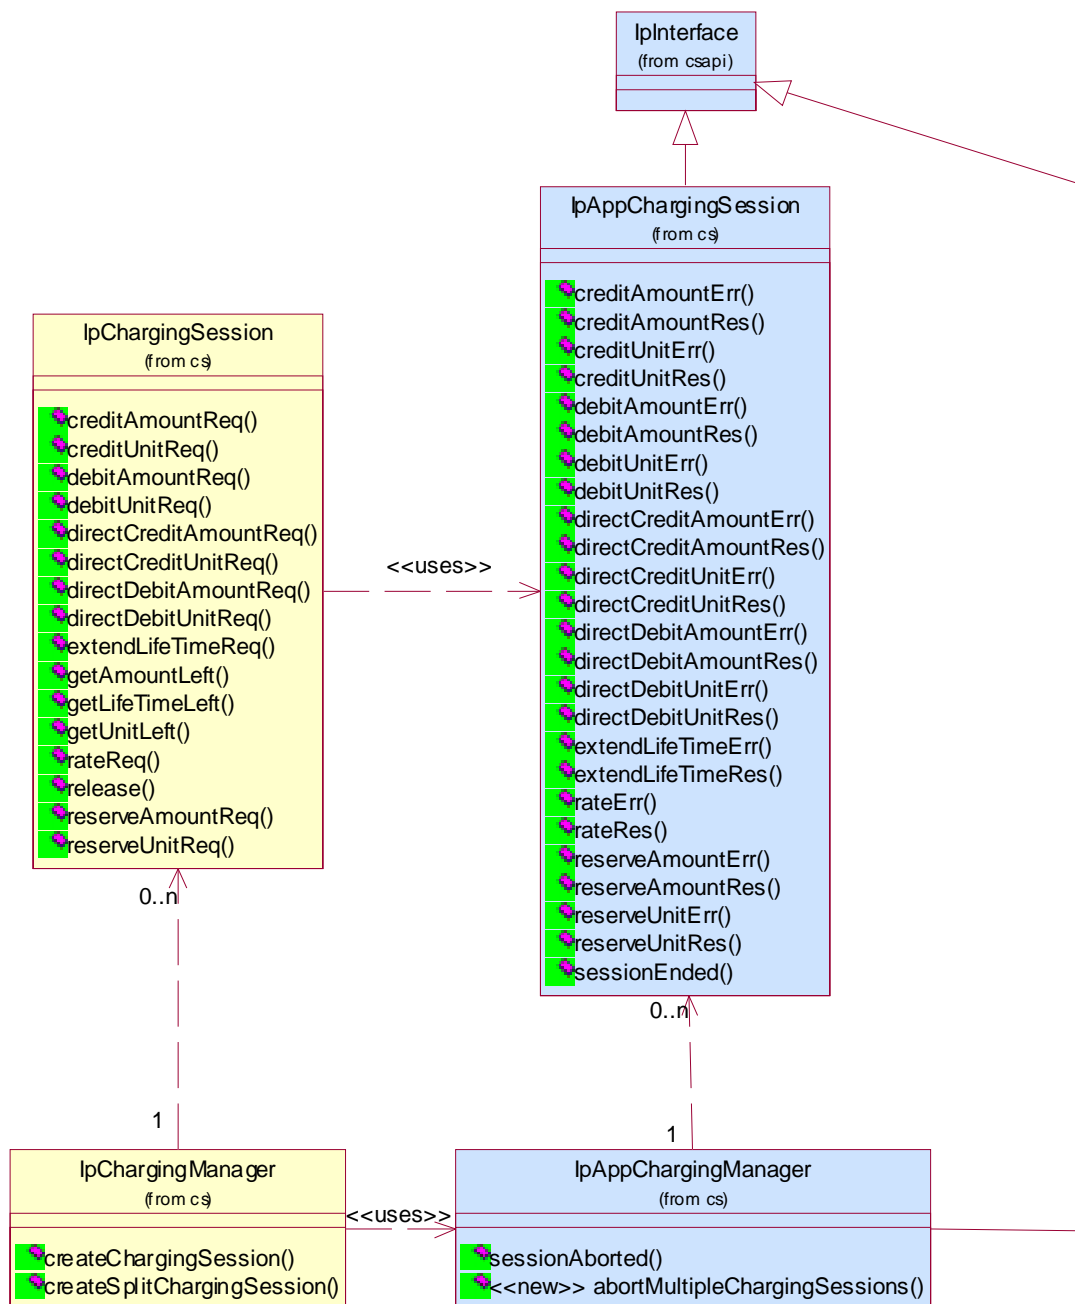 IpInterface
(from csapi)
IpAppChargingSession
(from cs)
creditAmountErr()
creditAmountRes()
creditUnitErr()
creditUnitRes()
debitAmountErr()
debitAmountRes()
debitUnitErr()
debitUnitRes()
directCreditAmountErr()
directCreditAmountRes()
directCreditUnitErr()
directCreditUnitRes()
directDebitAmountErr()
directDebitAmountRes()
directDebitUnitErr()
directDebitUnitRes()
extendLifeTimeErr()
extendLifeTimeRes()
rateErr()
rateRes()
reserveAmountErr()
reserveAmountRes()
reserveUnitErr()
reserveUnitRes()
sessionEnded()
IpChargingSession
(from cs)
creditAmountReq()
creditUnitReq()
debitAmountReq()
debitUnitReq()
directCreditAmountReq()
directCreditUnitReq()
directDebitAmountReq()
directDebitUnitReq()
extendLifeTimeReq()
getAmountLeft()
getLifeTimeLeft()
getUnitLeft()
rateReq()
release()
reserveAmountReq()
reserveUnitReq()
<<uses>>
0..n
0..n
1
1
IpChargingManager
(from cs)
createChargingSession()
createSplitChargingSession()
<<uses>>
IpAppChargingManager
(from cs)
sessionAborted()
<<new>> abortMultipleChargingSessions()